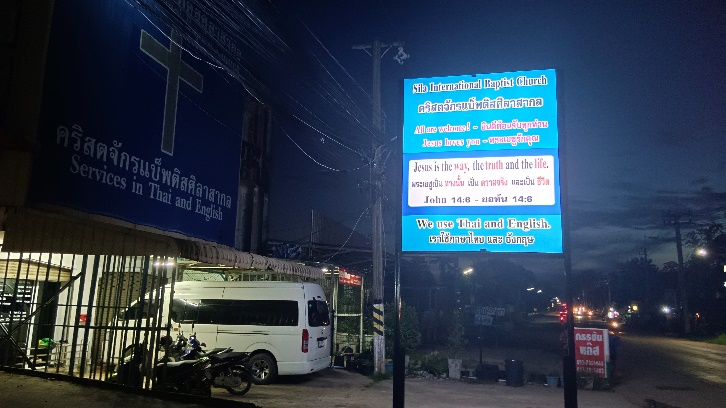 คริสตจักรแบ๊พติสศิลาสากล
Services in Thai and English
Sila International Baptist Church
คริสตจักรแบ๊พติสศิลาสากล
All are welcome! - ยินดีต้อนรับทุกท่าน
Jesus loves you - พระเยซูรักคุณ
Jesus is the way, the truth and the life.
พระเยซูเป็น ทางนั้น เป็น ความจริง และเป็น ชีวิต
John 14:6 - ยอห์น 14:6
We use Thai and English.
เราใช้ภาษาไทย และ อังกฤษ